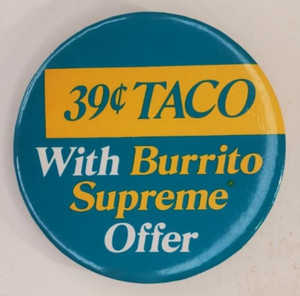 39¢ TACO
With Burrito
Supreme
Offer